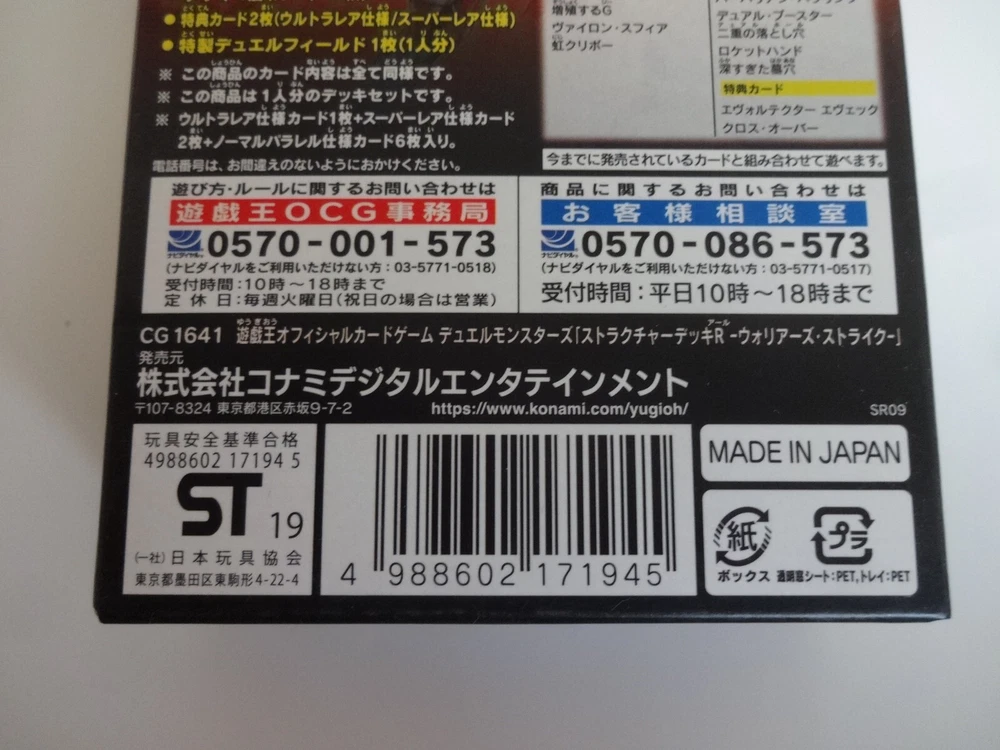 ● 特典カード2枚(ウルトラレア仕様/スーパーレア仕様)
● 特製デュエルフィールド1枚(1人分)
※ この商品のカード内容は全て同様です。
※ この商品は1人分のデッキセットです。
※ ウルトラレア仕様カード1枚+スーパーレア仕様カード
2枚+ノーマルパラレル仕様カード6枚入り。
電話番号は、お間違えのないようにおかけください。
増殖するG
ヴァイロン・スフィア
虹クリボー
デュアル・ブースター
二重の落とし穴
ロケットハンド
深すぎた墓穴
特典カード
エヴォルテクター エヴェック
クロス・オーバー
今までに発売されているカードと組み合わせて遊べます。
遊び方・ルールに関するお問い合わせは
遊戯王OCG事務局
ナビダイヤル 0570-001-573
(ナビダイヤルをご利用いただけない方:03-5771-0518)
受付時間:10時~18時まで
定休日:毎週火曜日(祝日の場合は営業)
商品に関するお問い合わせは
お客様相談室
ナビダイヤル 0570-086-573
(ナビダイヤルをご利用いただけない方:03-5771-0517)
受付時間:平日10時~18時まで
CG1641 遊戯王オフィシャルカードゲーム デュエルモンスターズ「ストラクチャーデッキR -ウォリアーズ・ストライク-」
発売元
株式会社コナミデジタルエンタテインメント
〒107-8324 東京都港区赤坂9-7-2 https://www.konami.com/yugioh/ SR09
玩具安全基準合格
4988602 17194 5
ST 19
(一社)日本玩具協会
東京都墨田区東駒形4-22-4
4 988602 171945
MADE IN JAPAN
紙
ボックス
プラ
透明窓シート:PET,トレイ:PET